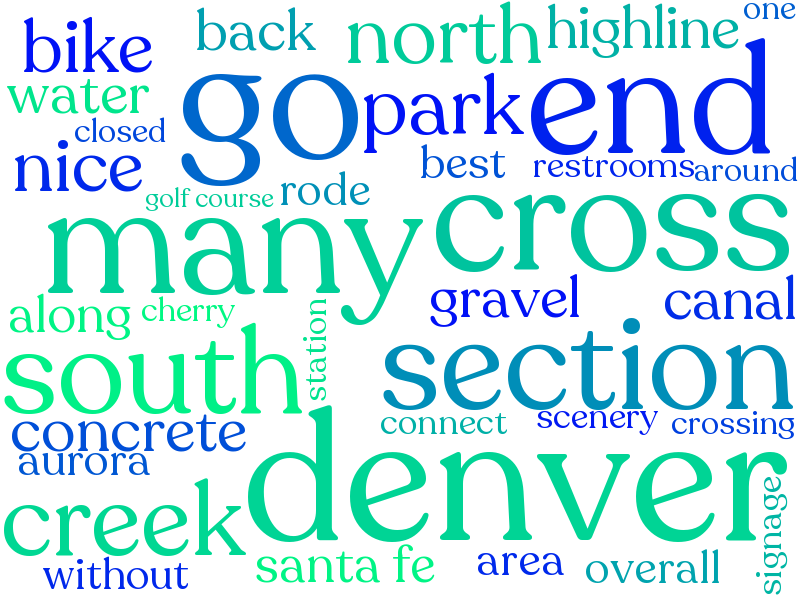 one
back
north
highline
bike
go
end
park
water
closed
nice
best
restrooms
around
golf course
rode
many
cross
gravel
canal
along
cherry
station
south
section
concrete
connect
scenery
crossing
aurora
denver
creek
signage
without
santa fe
area
overall